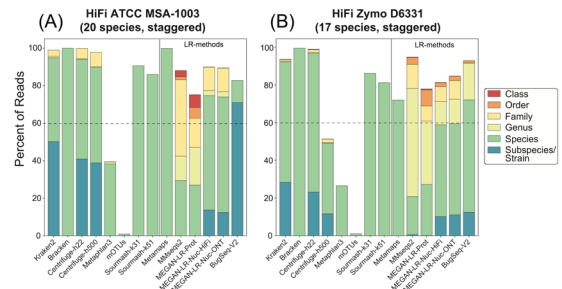 (A)
HiFi ATCC MSA-1003
(20 species, staggered)
LR-methods
Percent of Reads
100
80
60
40
20
0
Kraken2
Bracken
Centrifuge-h22
Centrifuge-h500
Metaphlan3
mOTUs
Sourmash-k31
Sourmash-k51
Metamaps
MMseqs2
MEGAN-LR-Prot
MEGAN-LR-Nuc-HiFi
MEGAN-LR-Nuc-ONT
BugSeq-V2
(B)
HiFi Zymo D6331
(17 species, staggered)
LR-methods
100
80
60
40
20
0
Kraken2
Bracken
Centrifuge-h22
Centrifuge-h500
Metaphlan3
mOTUs
Sourmash-k31
Sourmash-k51
Metamaps
MMseqs2
MEGAN-LR-Prot
MEGAN-LR-Nuc-HiFi
MEGAN-LR-Nuc-ONT
BugSeq-V2
Class
Order
Family
Genus
Species
Subspecies/
Strain